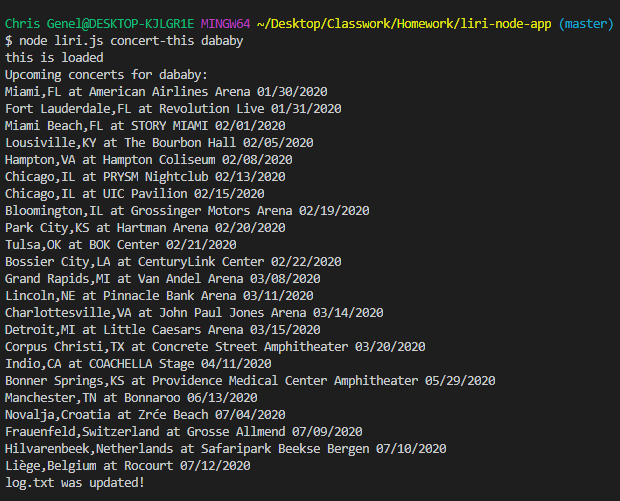 Chris Genel@DESKTOP-KJLGR1E MINGW64 ~/Desktop/Classwork/Homework/liri-node-app (master)
$ node liri.js concert-this dababy
this is loaded
Upcoming concerts for dababy:
Miami,FL at American Airlines Arena 01/30/2020
Fort Lauderdale,FL at Revolution Live 01/31/2020
Miami Beach,FL at STORY MIAMI 02/01/2020
Lousiville,KY at The Bourbon Hall 02/05/2020
Hampton,VA at Hampton Coliseum 02/08/2020
Chicago,IL at PRYSM Nightclub 02/13/2020
Chicago,IL at UIC Pavilion 02/15/2020
Bloomington,IL at Grossinger Motors Arena 02/19/2020
Park City,KS at Hartman Arena 02/20/2020
Tulsa,OK at BOK Center 02/21/2020
Bossier City,LA at CenturyLink Center 02/22/2020
Grand Rapids,MI at Van Andel Arena 03/08/2020
Lincoln,NE at Pinnacle Bank Arena 03/11/2020
Charlottesville,VA at John Paul Jones Arena 03/14/2020
Detroit,MI at Little Caesars Arena 03/15/2020
Corpus Christi,TX at Concrete Street Amphitheater 03/20/2020
Indio,CA at COACHELLA Stage 04/11/2020
Bonner Springs,KS at Providence Medical Center Amphitheater 05/29/2020
Manchester,TN at Bonnaroo 06/13/2020
Novalja,Croatia at Zrće Beach 07/04/2020
Frauenfeld,Switzerland at Grosse Allmend 07/09/2020
Hilvarenbeek,Netherlands at Safaripark Beekse Bergen 07/10/2020
Liège,Belgium at Rocourt 07/12/2020
log.txt was updated!